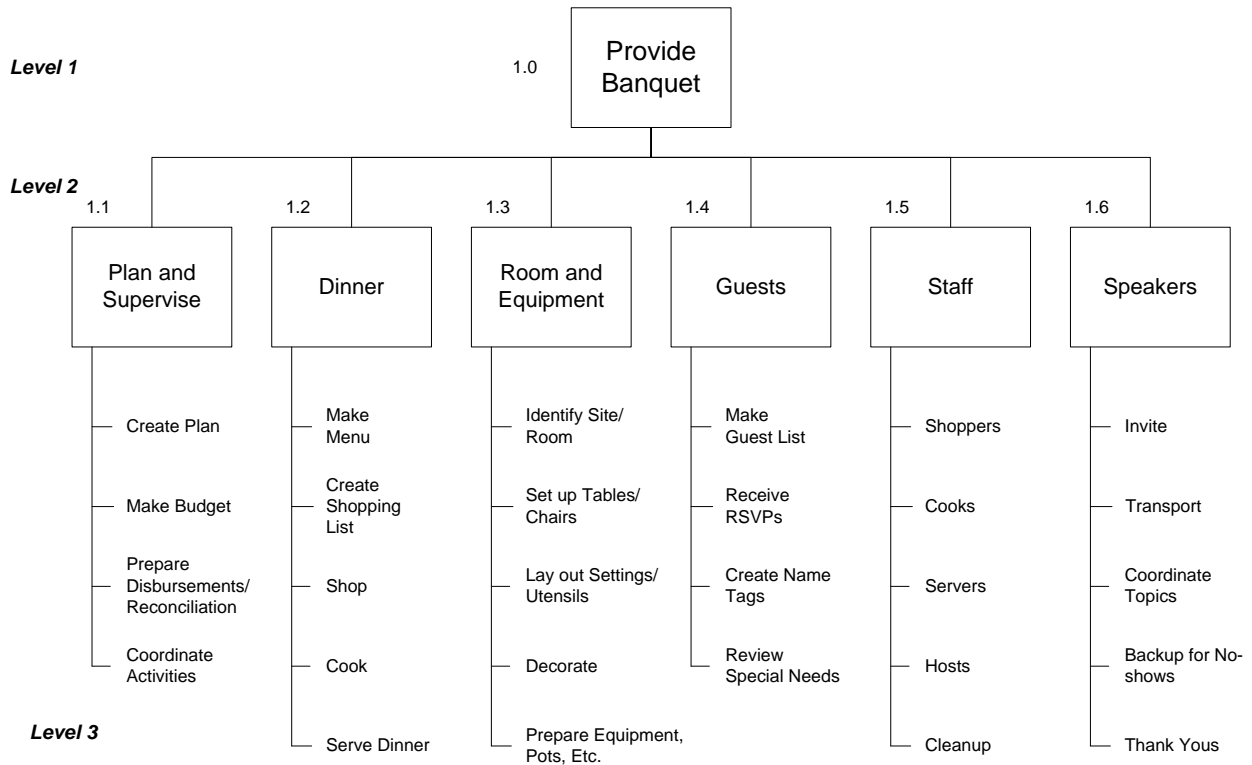 Level 1
1.0
Provide
Banquet
Level 2
1.1
1.2
1.3
1.4
1.5
1.6
Plan and
Supervise
Dinner
Room and
Equipment
Guests
Staff
Speakers
Create Plan
Make Budget
Prepare
Disbursements/
Reconciliation
Coordinate
Activities
Make
Menu
Create
Shopping
List
Shop
Cook
Serve Dinner
Identify Site/
Room
Set up Tables/
Chairs
Lay out Settings/
Utensils
Decorate
Prepare Equipment,
Pots, Etc.
Make
Guest List
Receive
RSVPs
Create Name
Tags
Review
Special Needs
Shoppers
Cooks
Servers
Hosts
Cleanup
Invite
Transport
Coordinate
Topics
Backup for No-
shows
Thank Yous
Level 3